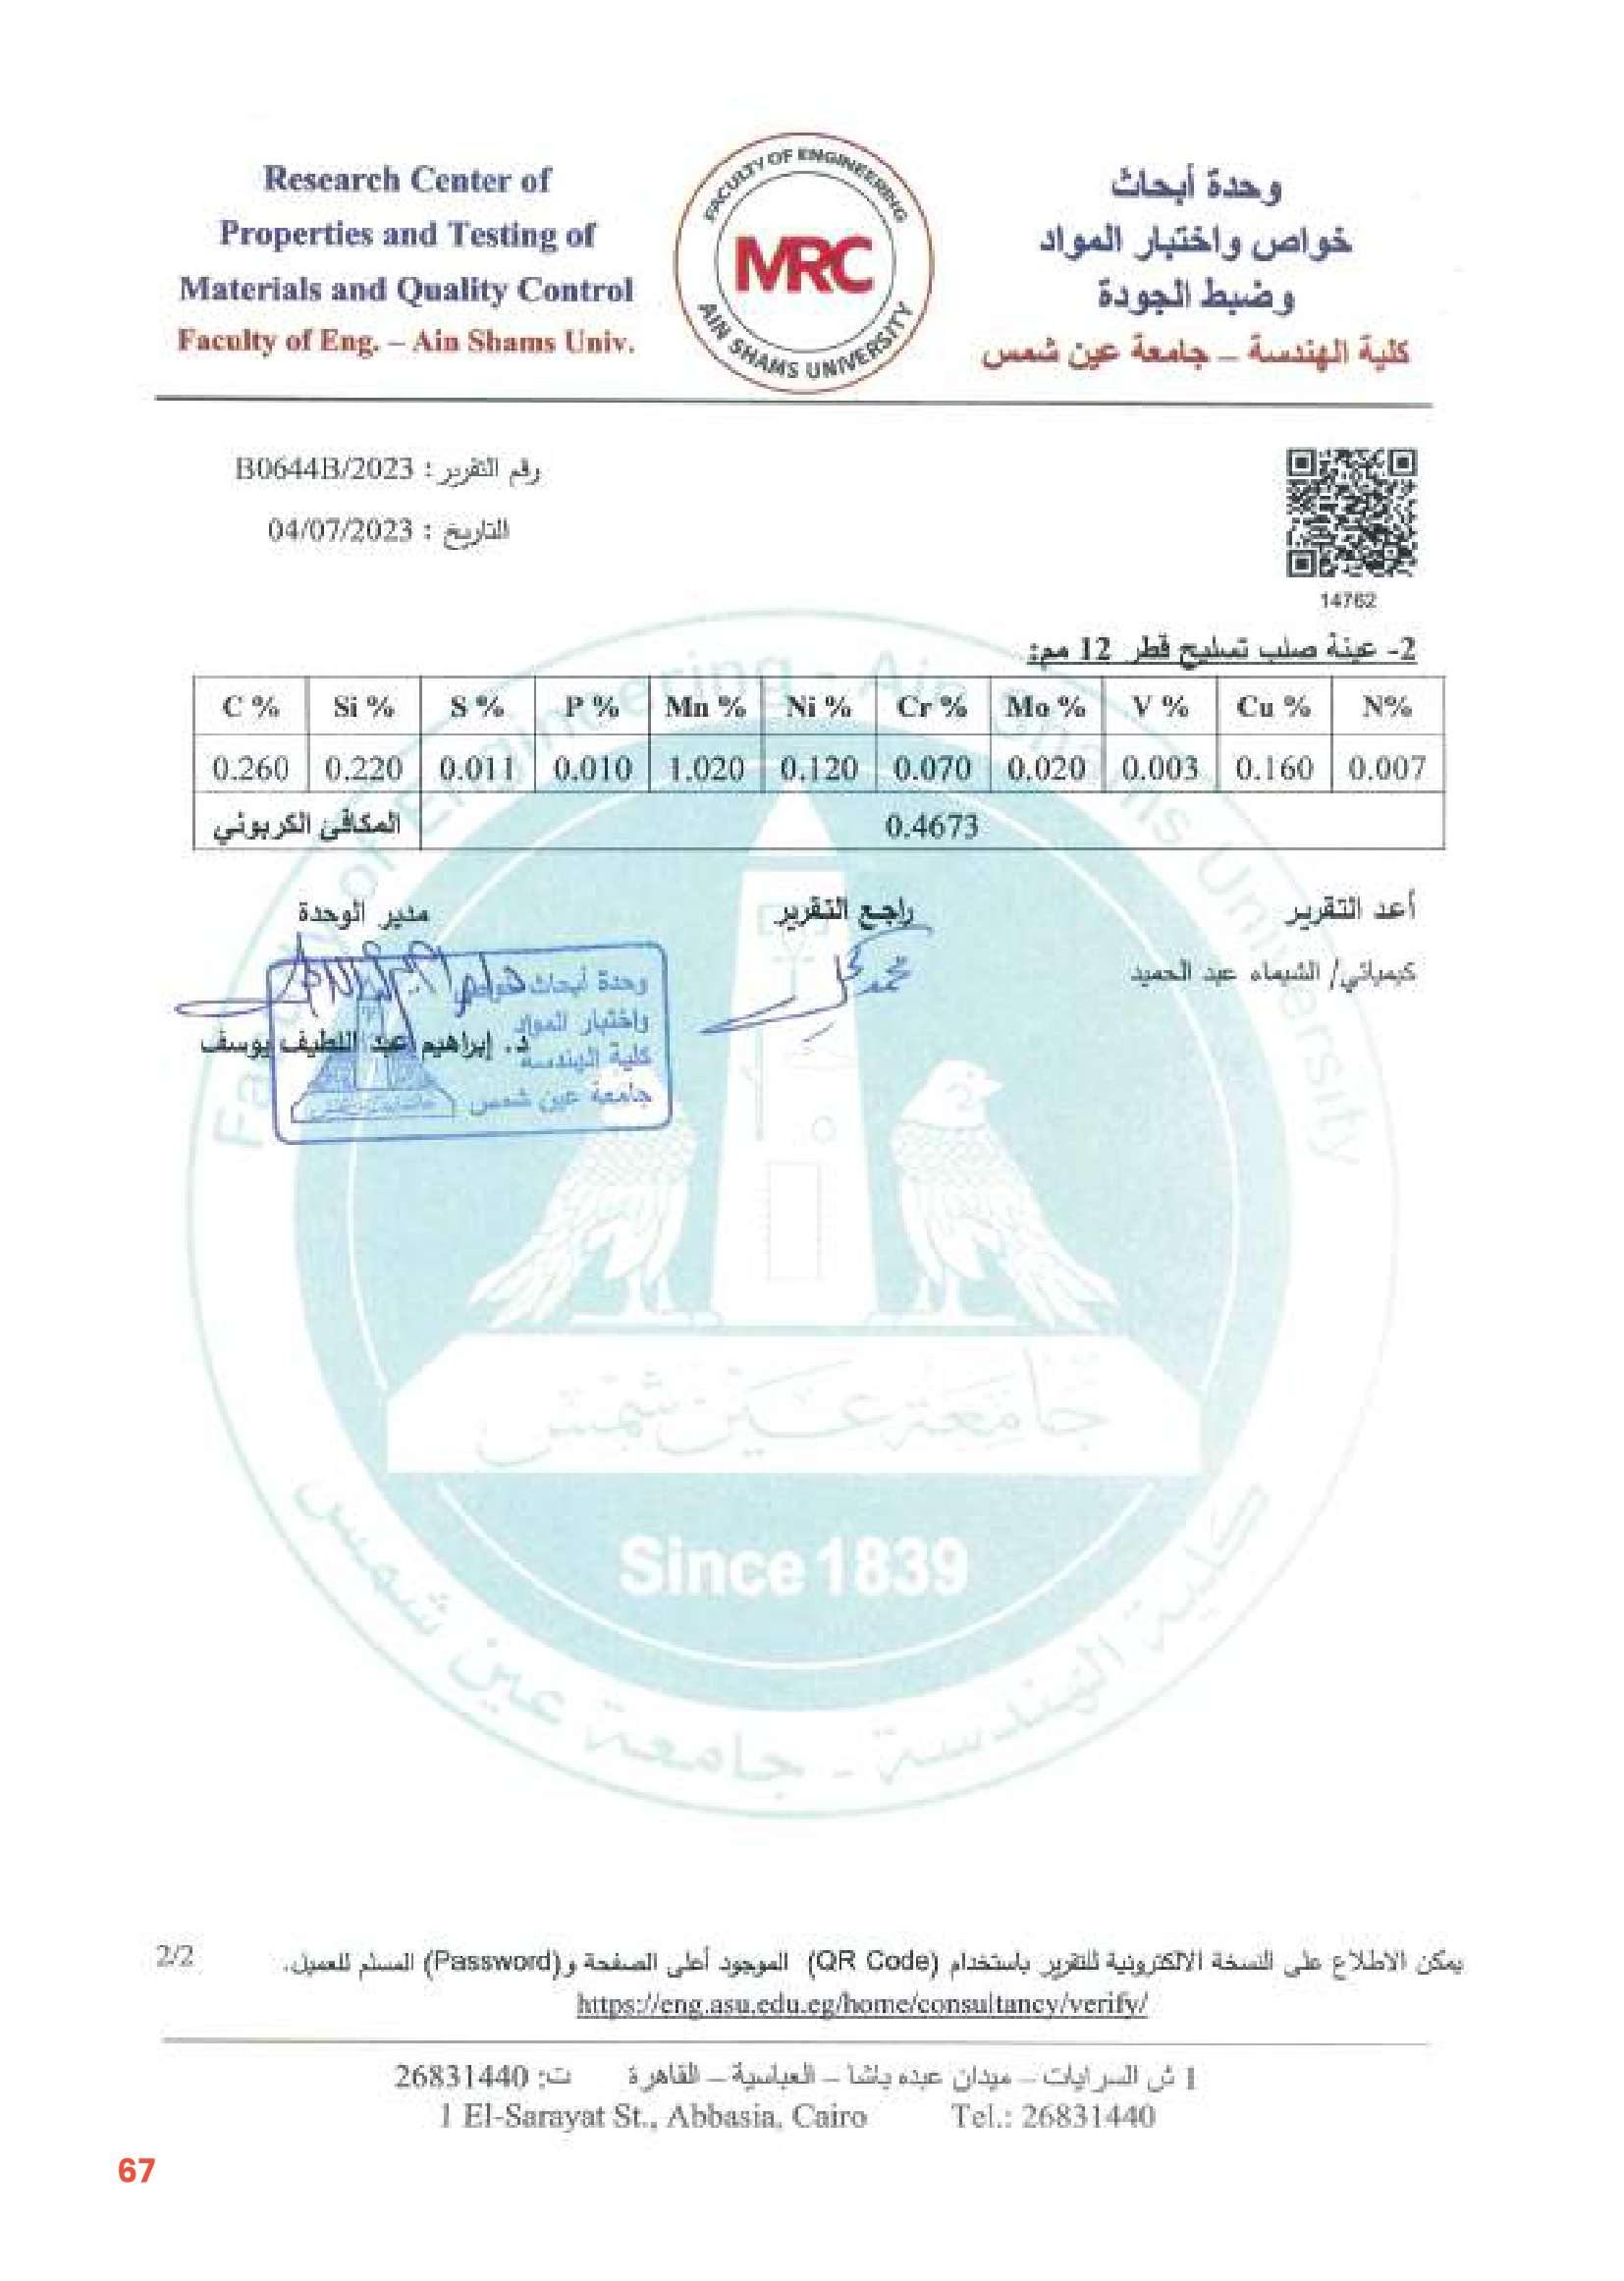 Research Center of
Properties and Testing of
Materials and Quality Control
Faculty of Eng. – Ain Shams Univ.
FACULTY OF ENGINEERING
MRC
AIN SHAMS UNIVERSITY
وحدة أبحاث
خواص واختبار المواد
وضبط الجودة
كلية الهندسة – جامعة عين شمس
رقم التقرير : B0644B/2023
التاريخ : 04/07/2023
14762
2- عينة صلب تسليح قطر 12 مم:
C % Si % S % P % Mn % Ni % Cr % Mo % V % Cu % N%
0.260 0.220 0.011 0.010 1.020 0.120 0.070 0.020 0.003 0.160 0.007
المكافئ الكربوني 0.4673
أعد التقرير راجع التقرير مدير الوحدة
كيميائي/ الشيماء عبد الحميد
د. إبراهيم عبد اللطيف يوسف
وحدة أبحاث خواص
واختبار المواد
كلية الهندسة
جامعة عين شمس
Faculty of Engineering - Ain Shams University
جامعة عين شمس
Since 1839
كلية الهندسة - جامعة عين شمس
يمكن الاطلاع على النسخة الالكترونية للتقرير باستخدام (QR Code) الموجود أعلى الصفحة و(Password) المسلم للعميل.
2/2
https://eng.asu.edu.eg/home/consultancy/verify/
1 ش السرايات – ميدان عبده باشا – العباسية – القاهرة ت: 26831440
1 El-Sarayat St., Abbasia, Cairo Tel.: 26831440
67